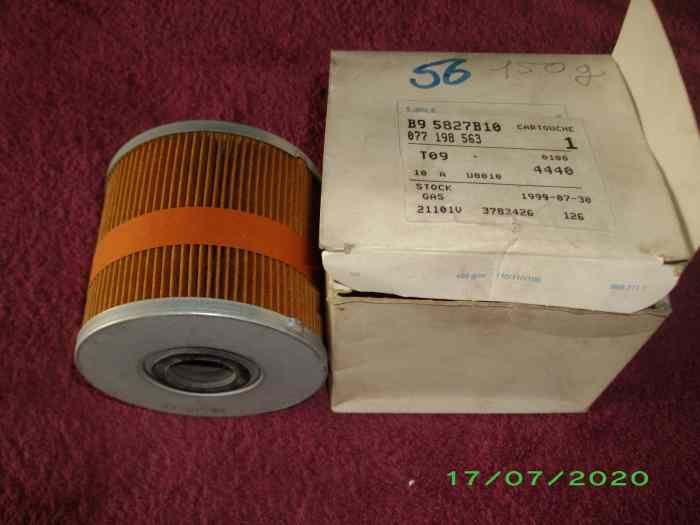 56 150g
B9 5827B10 CARTOUCHE
077 198 563 1
T09 - 0100
10 A U0010 4440
STOCK
GAS 1999-07-30
21101V 3783426 126
17/07/2020